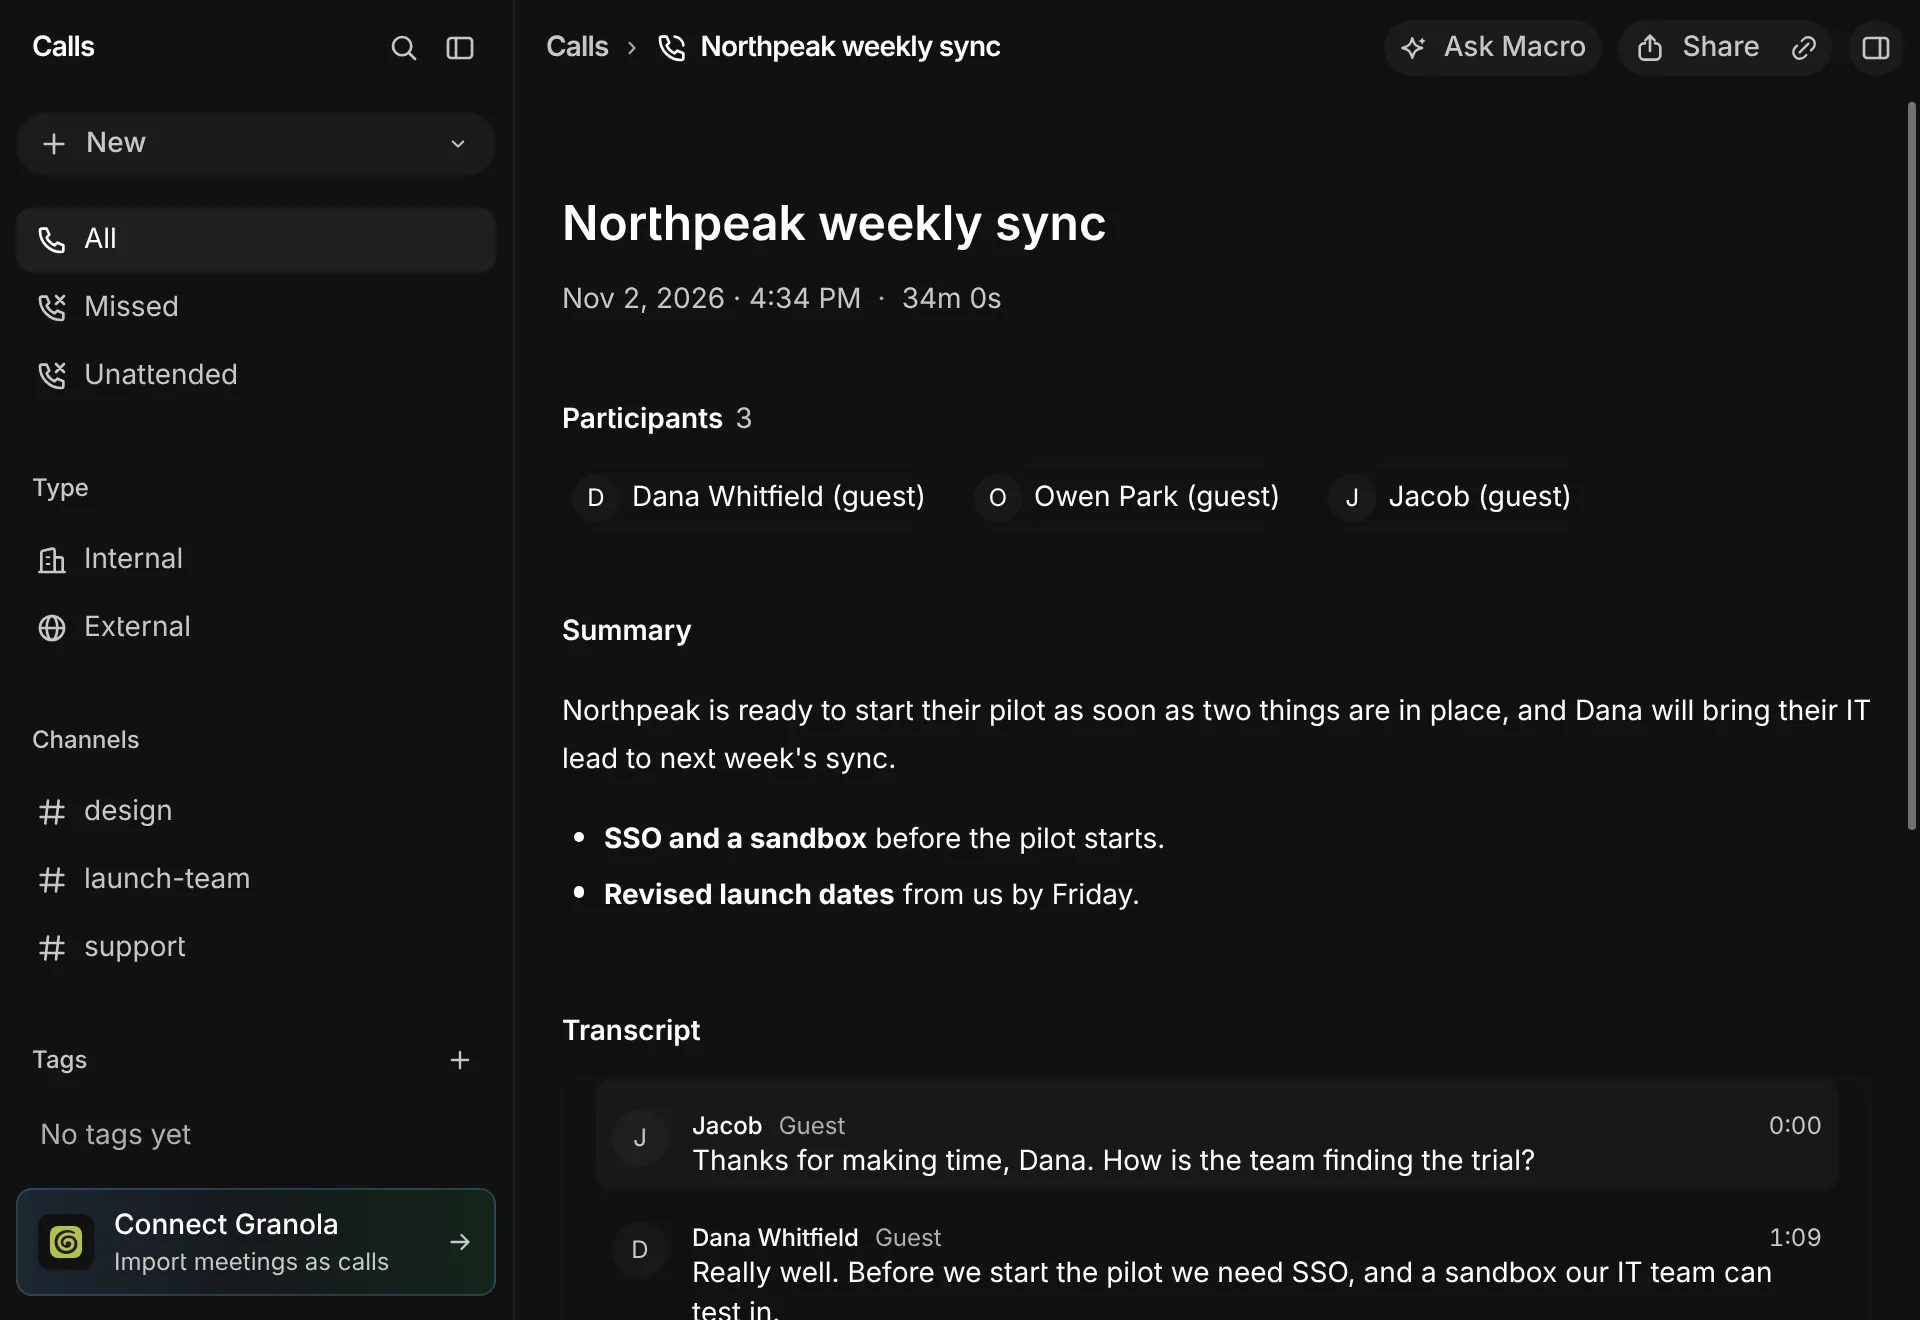 Calls
New
All
Missed
Unattended
Type
Internal
External
Channels
design
launch-team
support
Tags
No tags yet
Connect Granola
Import meetings as calls
Calls › Northpeak weekly sync
Ask Macro
Share
Northpeak weekly sync
Nov 2, 2026 · 4:34 PM · 34m 0s
Participants 3
D Dana Whitfield (guest) O Owen Park (guest) J Jacob (guest)
Summary
Northpeak is ready to start their pilot as soon as two things are in place, and Dana will bring their IT
lead to next week's sync.
• SSO and a sandbox before the pilot starts.
• Revised launch dates from us by Friday.
Transcript
J Jacob Guest 0:00
Thanks for making time, Dana. How is the team finding the trial?
D Dana Whitfield Guest 1:09
Really well. Before we start the pilot we need SSO, and a sandbox our IT team can
test in.